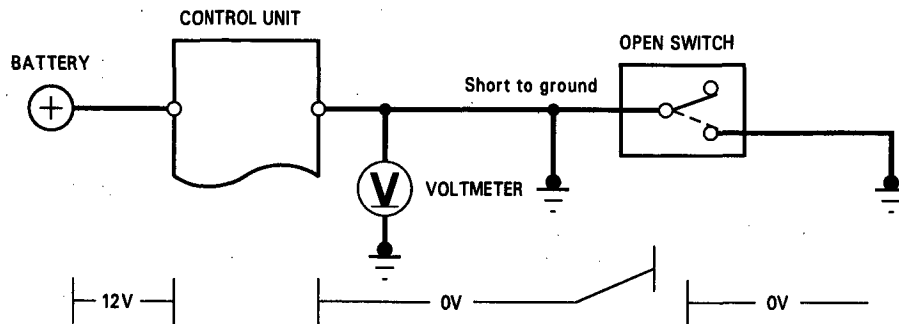 CONTROL UNIT
OPEN SWITCH
BATTERY
Short to ground
+
V
VOLTMETER
12V
0V
0V